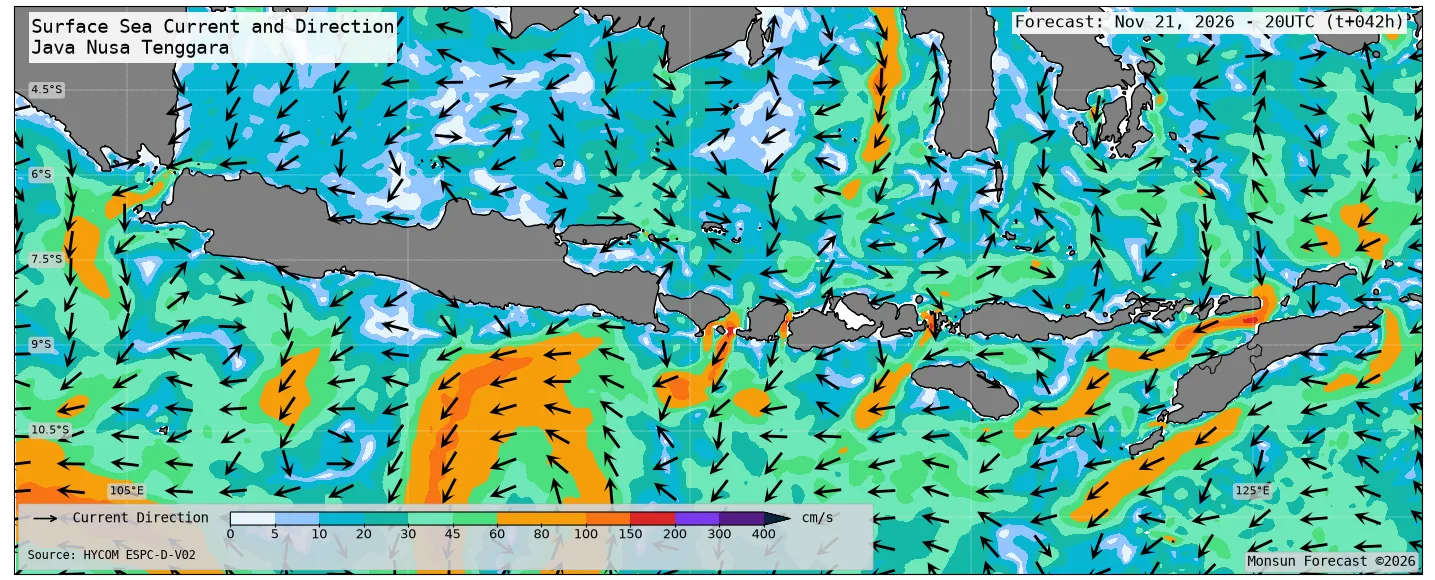 Surface Sea Current and Direction
Java Nusa Tenggara
Forecast: Nov 21, 2026 - 20UTC (t+042h)
4.5°S
6°S
7.5°S
9°S
10.5°S
105°E
125°E
Current Direction
0 5 10 20 30 45 60 80 100 150 200 300 400 cm/s
Source: HYCOM ESPC-D-V02
Monsun Forecast ©2026